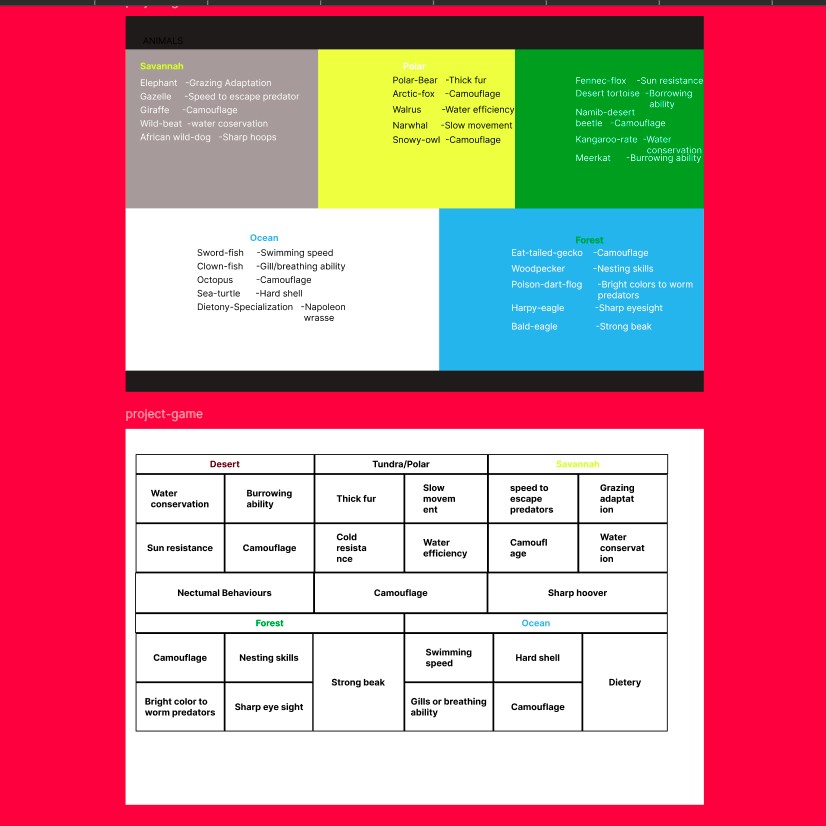 ANIMALS
Savannah
Elephant -Grazing Adaptation
Gazelle -Speed to escape predator
Giraffe -Camouflage
Wild-beat -water coservation
African wild-dog -Sharp hoops
Polar
Polar-Bear -Thick fur
Arctic-fox -Camouflage
Walrus -Water efficiency
Narwhal -Slow movement
Snowy-owl -Camouflage
Fennec-flox -Sun resistance
Desert tortoise -Borrowing
ability
Namib-desert
beetle -Camouflage
Kangaroo-rate -Water
conservation
Meerkat -Burrowing ability
Ocean
Sword-fish -Swimming speed
Clown-fish -Gill/breathing ability
Octopus -Camouflage
Sea-turtle -Hard shell
Dietony-Specialization -Napoleon
wrasse
Forest
Eat-tailed-gecko -Camouflage
Woodpecker -Nesting skills
Poison-dart-flog -Bright colors to worm
predators
Harpy-eagle -Sharp eyesight
Bald-eagle -Strong beak
project-game
Desert Tundra/Polar Savannah
Water
conservation
Burrowing
ability
Thick fur
Slow
movem
ent
speed to
escape
predators
Grazing
adaptat
ion
Sun resistance
Camouflage
Cold
resista
nce
Water
efficiency
Camoufl
age
Water
conservat
ion
Nectumal Behaviours
Camouflage
Sharp hoover
Forest Ocean
Camouflage
Nesting skills
Strong beak
Swimming
speed
Hard shell
Dietery
Bright color to
worm predators
Sharp eye sight
Gills or breathing
ability
Camouflage